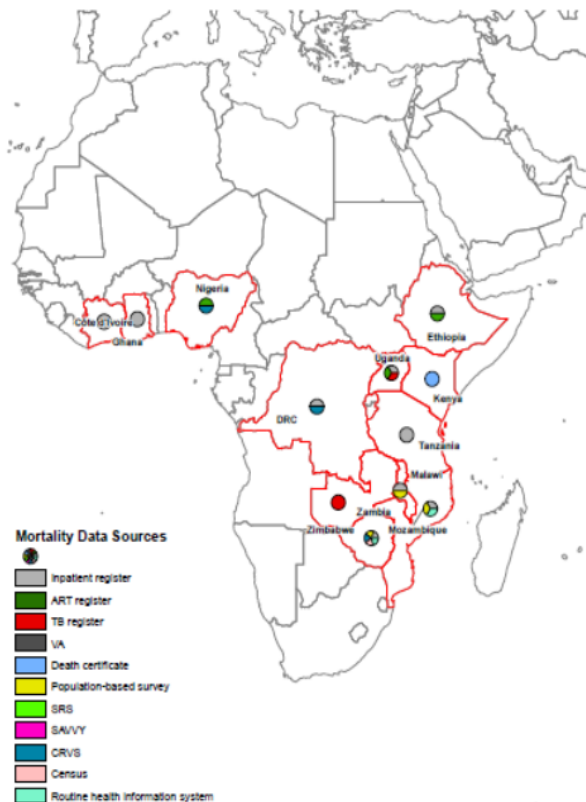 Nigeria
Côte d'Ivoire
Ghana
Ethiopia
Uganda
Kenya
DRC
Tanzania
Malawi
Zambia
Zimbabwe
Mozambique
Mortality Data Sources
Inpatient register
ART register
TB register
VA
Death certificate
Population-based survey
SRS
SAVVY
CRVS
Census
Routine health information system